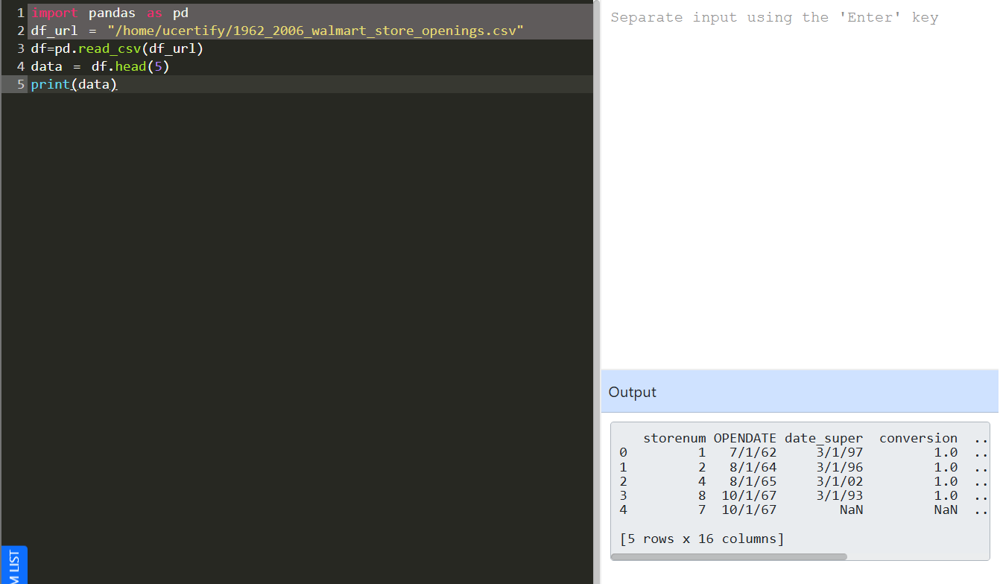 1 import pandas as pd
2 df_url = "/home/ucertify/1962_2006_walmart_store_openings.csv"
3 df=pd.read_csv(df_url)
4 data = df.head(5)
5 print(data)
Separate input using the 'Enter' key
Output
   storenum OPENDATE date_super  conversion  ..
0         1   7/1/62     3/1/97         1.0  ..
1         2   8/1/64     3/1/96         1.0  ..
2         4   8/1/65     3/1/02         1.0  ..
3         8  10/1/67     3/1/93         1.0  ..
4         7  10/1/67        NaN         NaN  ..
[5 rows x 16 columns]
LIST